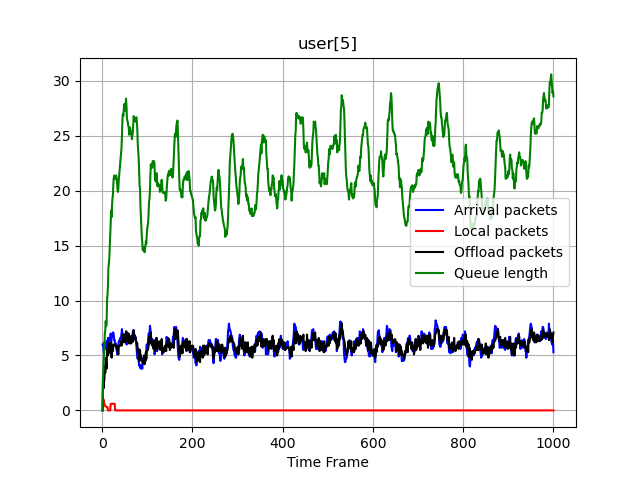 user[5]
30
25
20
15
10
5
0
Arrival packets
Local packets
Offload packets
Queue length
0 200 400 600 800 1000
Time Frame